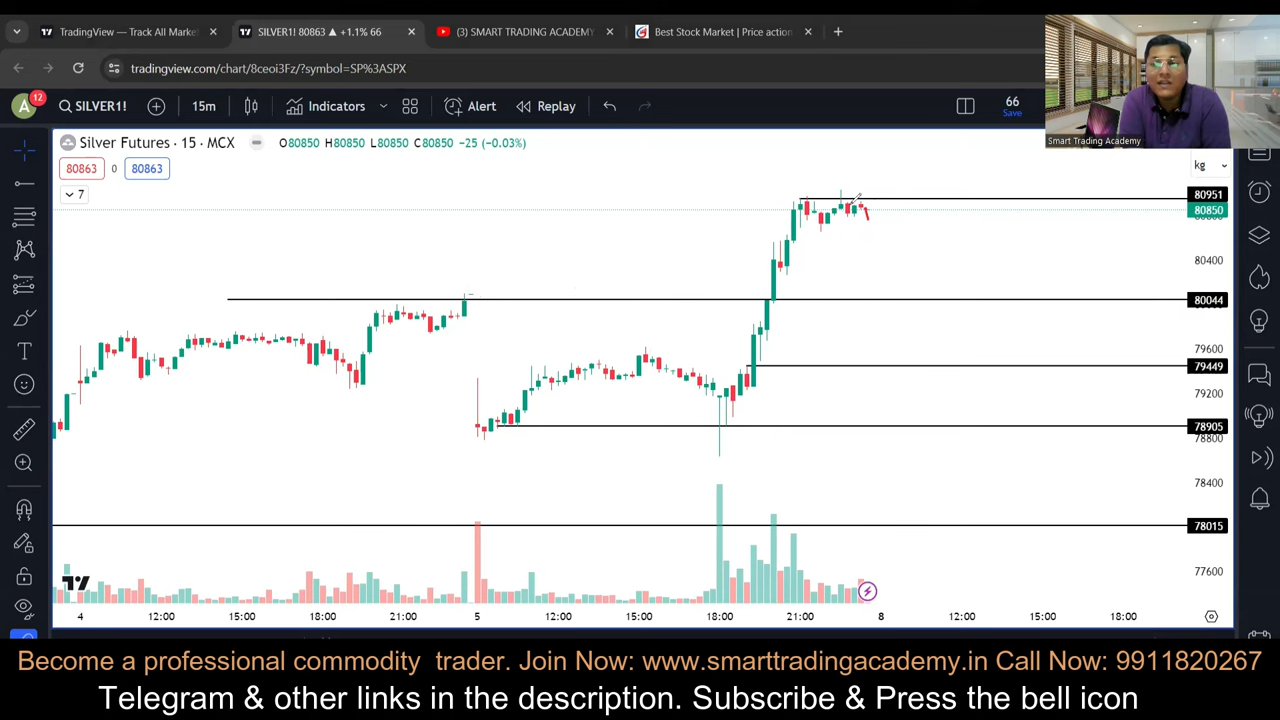 TradingView — Track All Market
SILVER1! 80863 ▲ +1.1% 66
(3) SMART TRADING ACADEMY
Best Stock Market | Price action
tradingview.com/chart/8ceoi3Fz/?symbol=SP%3ASPX
A 12
SILVER1!
15m
Indicators
Alert
Replay
66
Save
Smart Trading Academy
Silver Futures · 15 · MCX
O80850 H80850 L80850 C80850 −25 (−0.03%)
80863 0 80863
7
kg
80951
80850
80400
80044
79600
79449
79200
78905
78800
78400
78015
77600
4 12:00 15:00 18:00 21:00 5 12:00 15:00 18:00 21:00 8 12:00 15:00 18:00
Become a professional commodity trader. Join Now: www.smarttradingacademy.in Call Now: 9911820267
Telegram & other links in the description. Subscribe & Press the bell icon